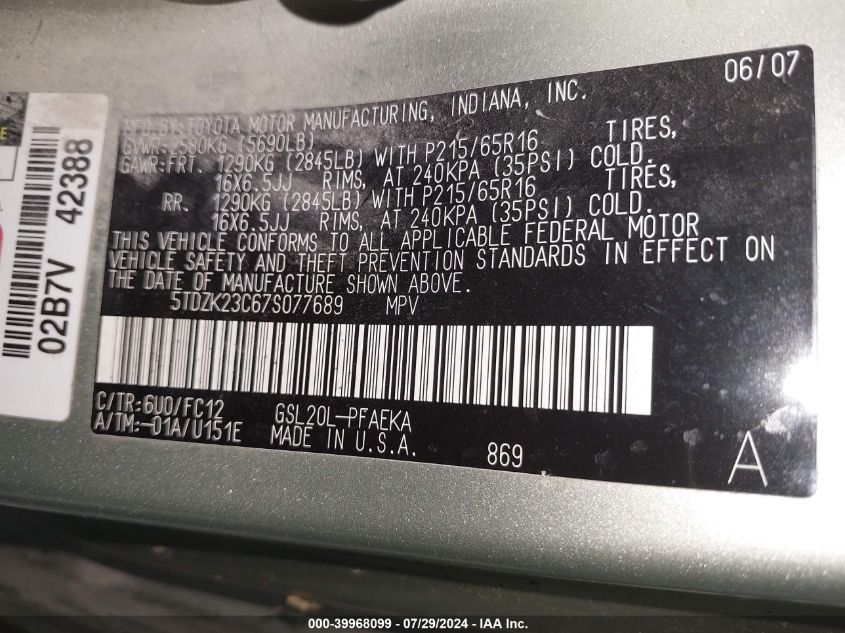 06/07
MFD.BY:TOYOTA MOTOR MANUFACTURING, INDIANA, INC.
GVWR:2580KG (5690LB)
GAWR:FRT. 1290KG (2845LB) WITH P215/65R16 TIRES,
16X6.5JJ RIMS, AT 240KPA (35PSI) COLD.
RR. 1290KG (2845LB) WITH P215/65R16 TIRES,
16X6.5JJ RIMS, AT 240KPA (35PSI) COLD.
THIS VEHICLE CONFORMS TO ALL APPLICABLE FEDERAL MOTOR
VEHICLE SAFETY AND THEFT PREVENTION STANDARDS IN EFFECT ON
THE DATE OF MANUFACTURE SHOWN ABOVE.
5TDZK23C67S077689 MPV
C/TR:6U0/FC12 GSL20L-PFAEKA
A/TM:-01A/U151E MADE IN U.S.A. 869
A
02B7V 42388
000-39968099 / 07/29/2024 - IAA Inc.